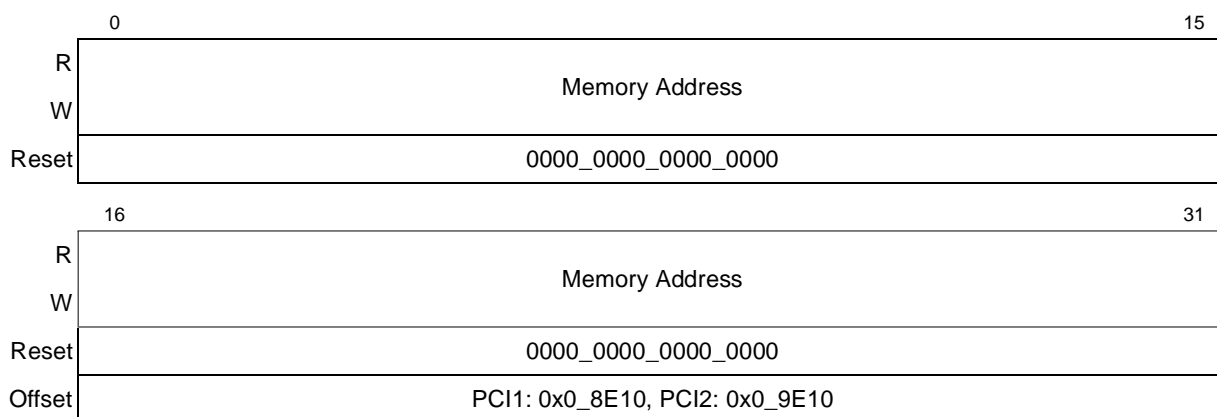 0 15
R
Memory Address
W
Reset 0000_0000_0000_0000
16 31
R
Memory Address
W
Reset 0000_0000_0000_0000
Offset PCI1: 0x0_8E10, PCI2: 0x0_9E10